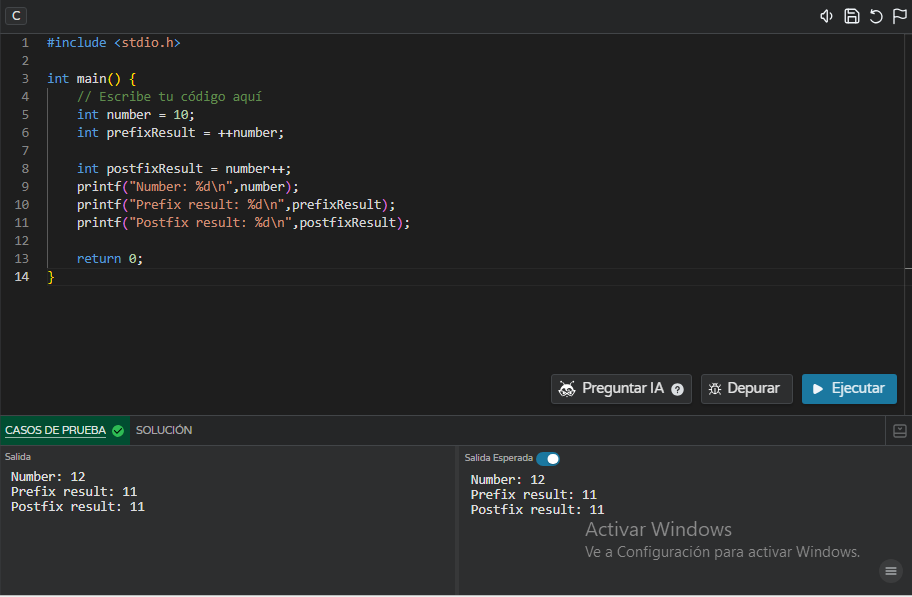 C
1 #include <stdio.h>
2
3 int main() {
4     // Escribe tu código aquí
5     int number = 10;
6     int prefixResult = ++number;
7
8     int postfixResult = number++;
9     printf("Number: %d\n",number);
10     printf("Prefix result: %d\n",prefixResult);
11     printf("Postfix result: %d\n",postfixResult);
12
13     return 0;
14 }
Preguntar IA ? Depurar Ejecutar
CASOS DE PRUEBA SOLUCIÓN
Salida
Number: 12
Prefix result: 11
Postfix result: 11
Salida Esperada
Number: 12
Prefix result: 11
Postfix result: 11
Activar Windows
Ve a Configuración para activar Windows.